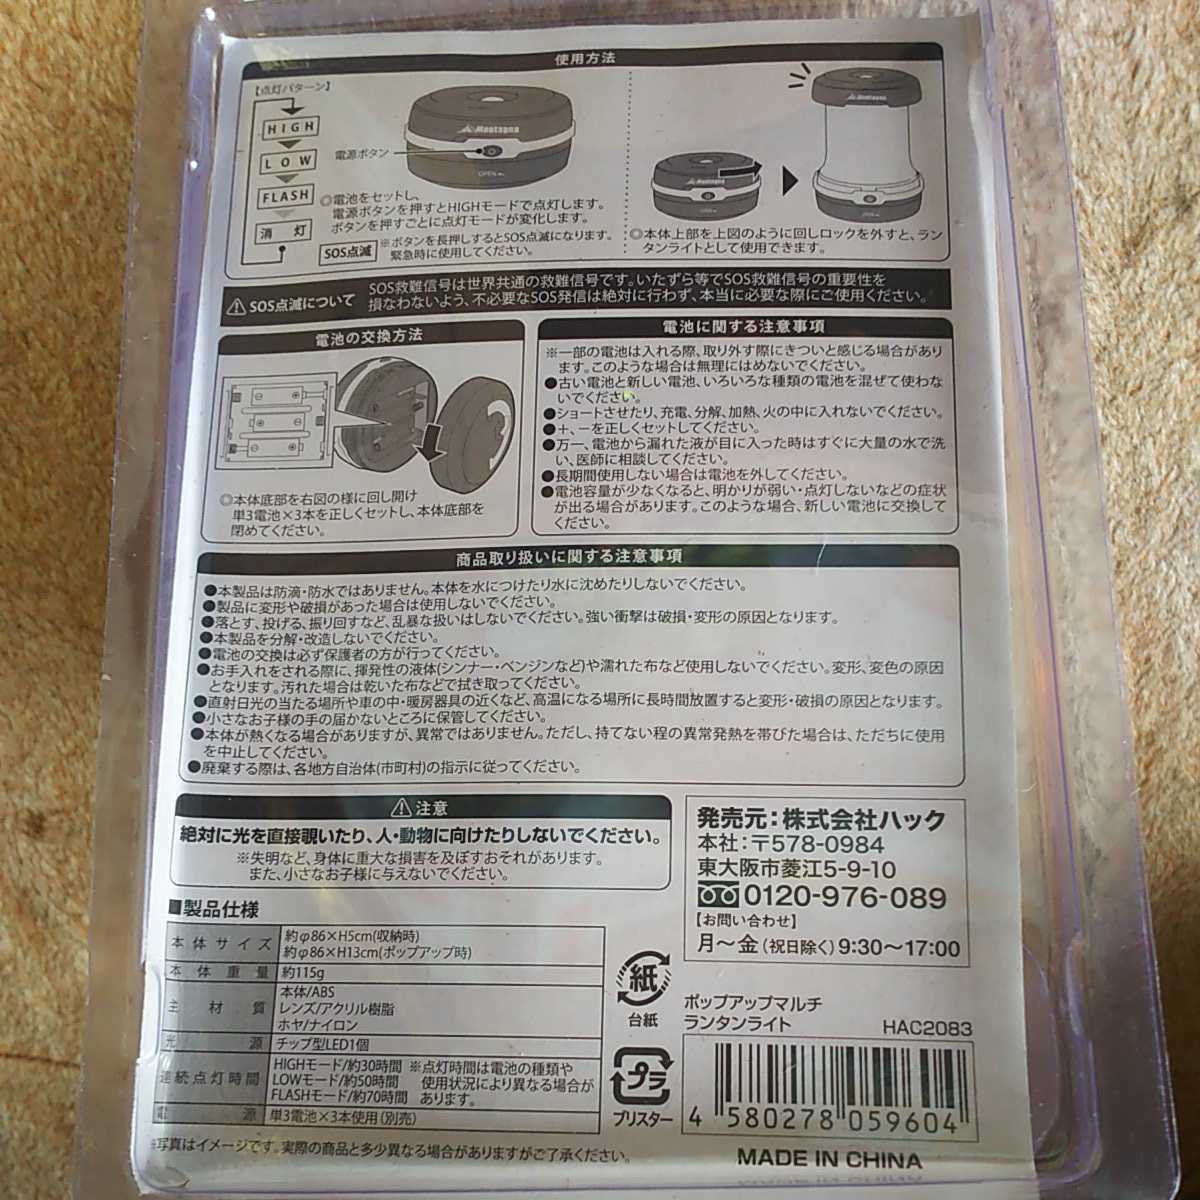 使用方法
【点灯パターン】
HIGH
LOW
FLASH
消灯
Montagna
電源ボタン
OPEN
◎電池をセットし、
電源ボタンを押すとHIGHモードで点灯します。
ボタンを押すごとに点灯モードが変化します。
SOS点滅
※ボタンを長押しするとSOS点滅になります。
緊急時に使用してください。
Montagna
Montagna
◎本体上部を上図のように回しロックを外すと、ラン
タンライトとして使用できます。
SOS点滅について
SOS救難信号は世界共通の救難信号です。いたずら等でSOS救難信号の重要性を
損なわないよう、不必要なSOS発信は絶対に行わず、本当に必要な際にご使用ください。
電池の交換方法
◎本体底部を右図の様に回し開け
単3電池×3本を正しくセットし、本体底部を
閉めてください。
電池に関する注意事項
※一部の電池は入れる際、取り外す際にきついと感じる場合があり
ます。このような場合は無理にはめないでください。
●古い電池と新しい電池、いろいろな種類の電池を混ぜて使わな
いでください。
●ショートさせたり、充電、分解、加熱、火の中に入れないでください。
●+、−を正しくセットしてください。
●万一、電池から漏れた液が目に入った時はすぐに大量の水で洗
い、医師に相談してください。
●長期間使用しない場合は電池を外してください。
●電池容量が少なくなると、明かりが弱い・点灯しないなどの症状
が出る場合があります。このような場合、新しい電池に交換して
ください。
商品取り扱いに関する注意事項
●本製品は防滴・防水ではありません。本体を水につけたり水に沈めたりしないでください。
●製品に変形や破損があった場合は使用しないでください。
●落とす、投げる、振り回すなど、乱暴な扱いはしないでください。強い衝撃は破損・変形の原因となります。
●本製品を分解・改造しないでください。
●電池の交換は必ず保護者の方が行ってください。
●お手入れをされる際に、揮発性の液体(シンナー・ベンジンなど)や濡れた布など使用しないでください。変形、変色の原因
となります。汚れた場合は乾いた布などで拭き取ってください。
●直射日光の当たる場所や車の中・暖房器具の近くなど、高温になる場所に長時間放置すると変形・破損の原因となります。
●小さなお子様の手の届かないところに保管してください。
●本体が熱くなる場合がありますが、異常ではありません。ただし、持てない程の異常発熱を帯びた場合は、ただちに使用
を中止してください。
●廃棄する際は、各地方自治体(市町村)の指示に従ってください。
注意
絶対に光を直接覗いたり、人・動物に向けたりしないでください。
※失明など、身体に重大な損害を及ぼすおそれがあります。
また、小さなお子様に与えないでください。
発売元：株式会社ハック
本社：〒578-0984
東大阪市菱江5-9-10
0120-976-089
【お問い合わせ】
月〜金(祝日除く) 9:30〜17:00
■製品仕様
本体サイズ 約φ86×H5cm(収納時)
約φ86×H13cm(ポップアップ時)
本体重量 約115g
主材質 本体/ABS
レンズ/アクリル樹脂
ホヤ/ナイロン
光源 チップ型LED1個
連続点灯時間 HIGHモード/約30時間 ※点灯時間は電池の種類や
LOWモード/約50時間 使用状況により異なる場合が
FLASHモード/約70時間 あります。
電源 単3電池×3本使用(別売)
※写真はイメージです。実際の商品と多少異なる場合がありますがご了承ください。
紙
台紙
プラ
ブリスター
ポップアップマルチ
ランタンライト HAC2083
4 580278 059604
MADE IN CHINA